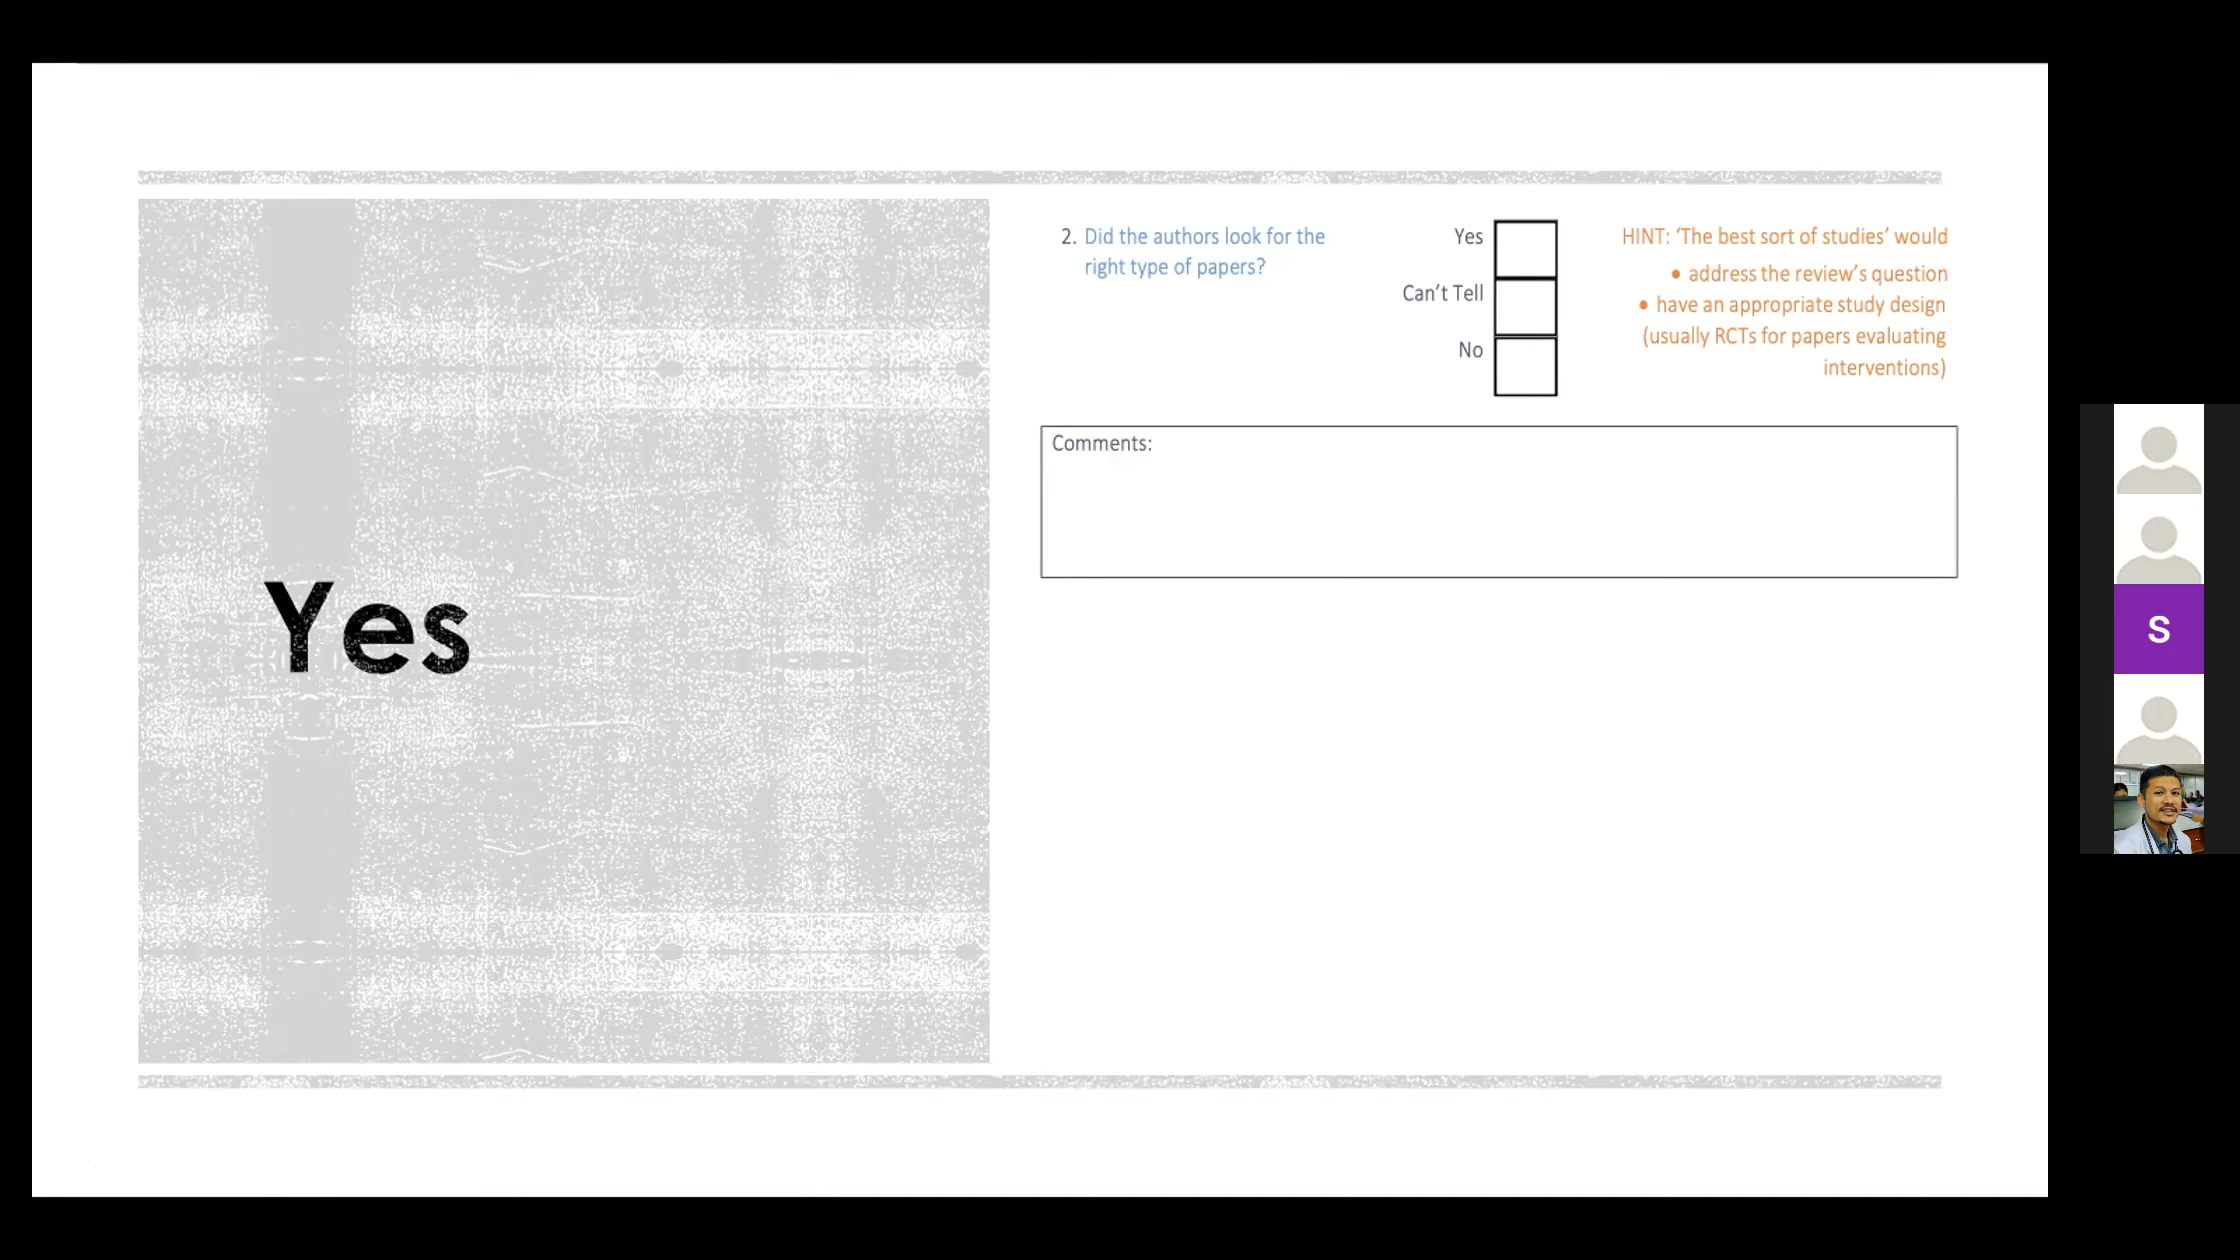 Yes
2. Did the authors look for the
right type of papers?
Yes
Can't Tell
No
HINT: 'The best sort of studies' would
• address the review's question
• have an appropriate study design
(usually RCTs for papers evaluating
interventions)
Comments:
S